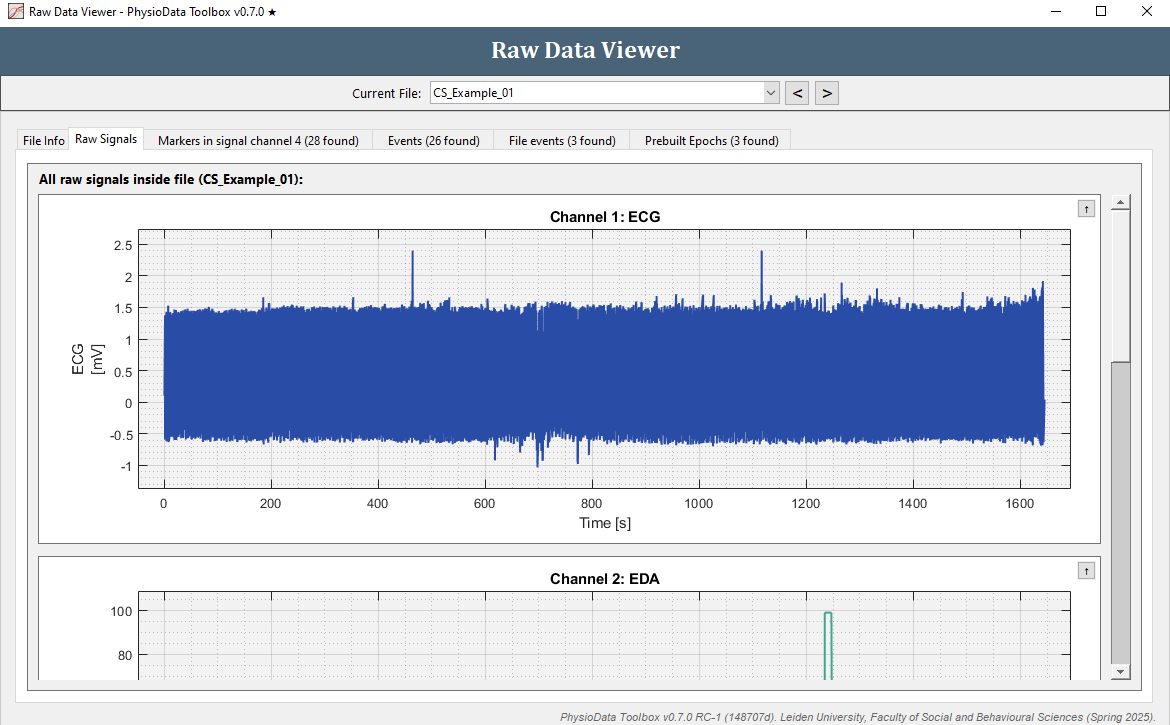 Raw Data Viewer - PhysioData Toolbox v0.7.0 ★
Raw Data Viewer
Current File: CS_Example_01 < >
File Info Raw Signals Markers in signal channel 4 (28 found) Events (26 found) File events (3 found) Prebuilt Epochs (3 found)
All raw signals inside file (CS_Example_01):
Channel 1: ECG
↑
2.5
2
1.5
1
0.5
0
-0.5
-1
ECG
[mV]
0 200 400 600 800 1000 1200 1400 1600
Time [s]
Channel 2: EDA
↑
100
80
PhysioData Toolbox v0.7.0 RC-1 (148707d). Leiden University, Faculty of Social and Behavioural Sciences (Spring 2025)